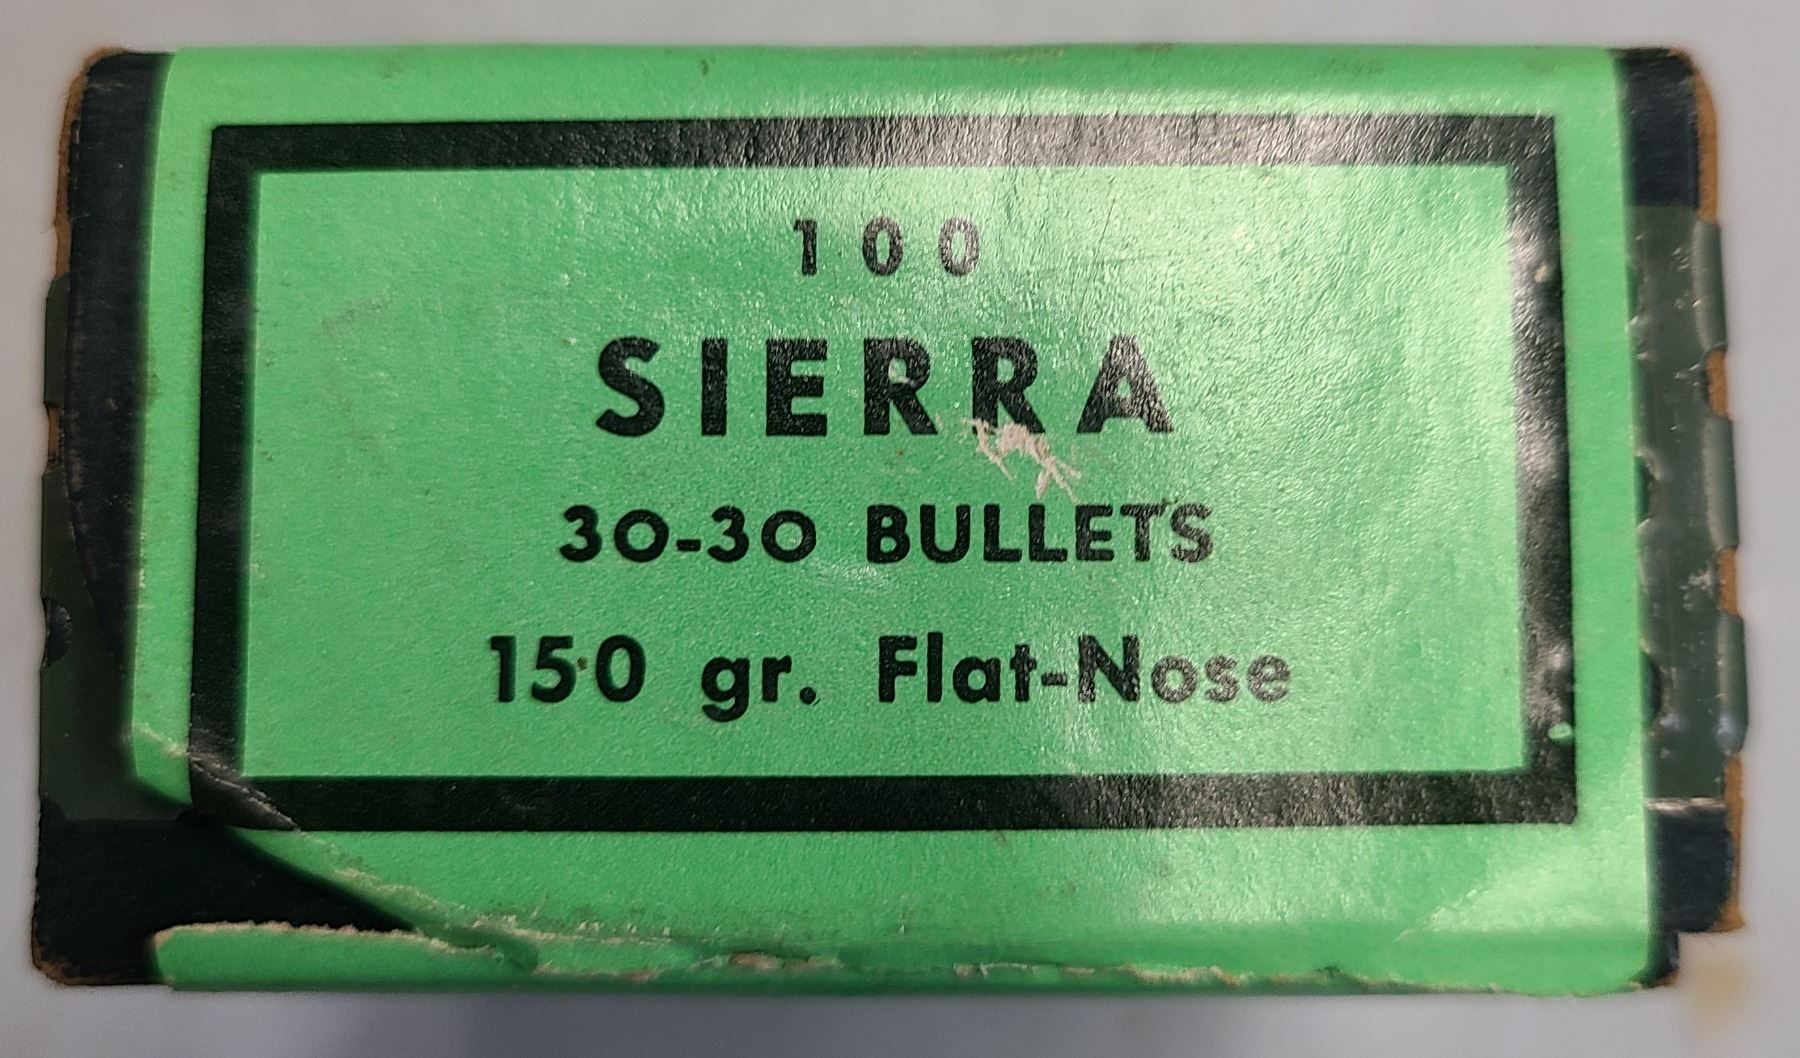 100
SIERRA
30-30 BULLETS
150 gr. Flat-Nose